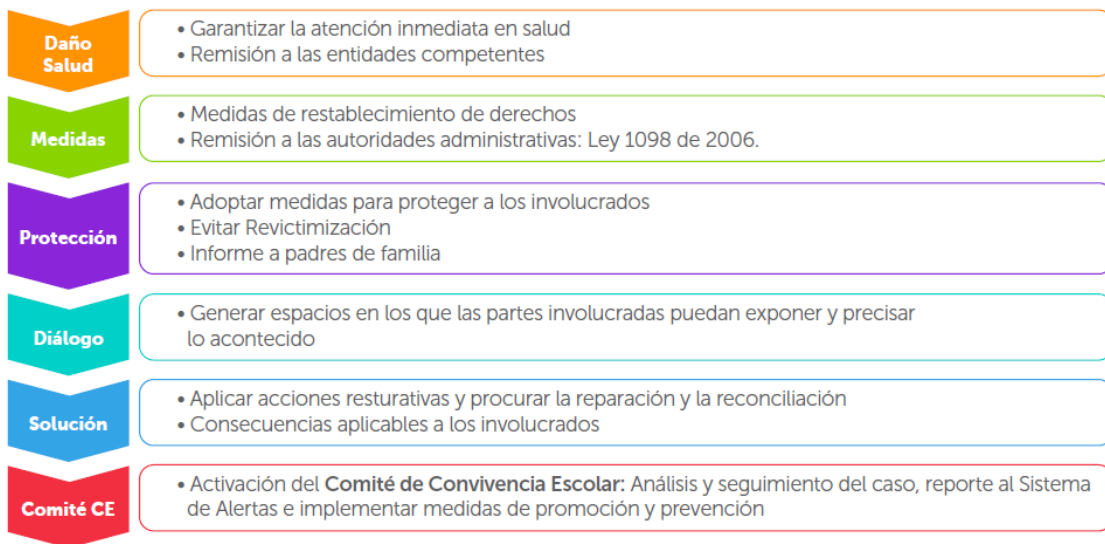 Daño
Salud
• Garantizar la atención inmediata en salud
• Remisión a las entidades competentes
Medidas
• Medidas de restablecimiento de derechos
• Remisión a las autoridades administrativas: Ley 1098 de 2006.
Protección
• Adoptar medidas para proteger a los involucrados
• Evitar Revictimización
• Informe a padres de familia
Diálogo
• Generar espacios en los que las partes involucradas puedan exponer y precisar
lo acontecido
Solución
• Aplicar acciones resturativas y procurar la reparación y la reconciliación
• Consecuencias aplicables a los involucrados
Comité CE
• Activación del Comité de Convivencia Escolar: Análisis y seguimiento del caso, reporte al Sistema
de Alertas e implementar medidas de promoción y prevención